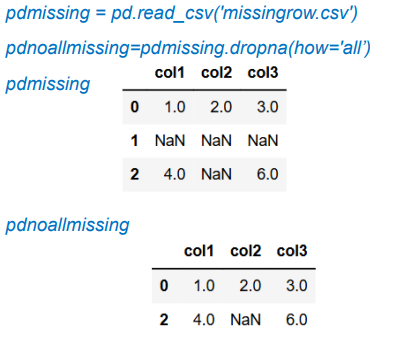 pdmissing = pd.read_csv('missingrow.csv')
pdnoallmissing=pdmissing.dropna(how='all')
pdmissing
col1 col2 col3
0 1.0 2.0 3.0
1 NaN NaN NaN
2 4.0 NaN 6.0
pdnoallmissing
col1 col2 col3
0 1.0 2.0 3.0
2 4.0 NaN 6.0